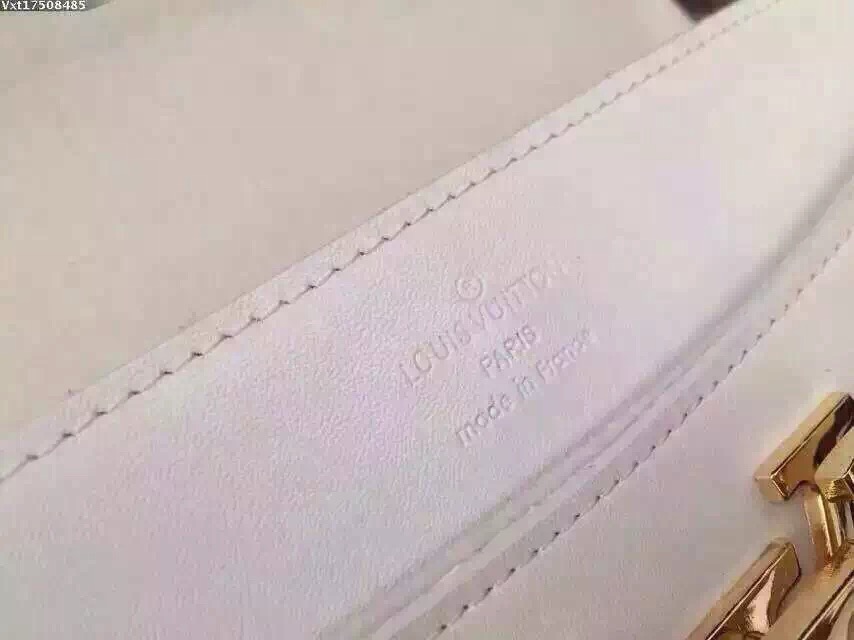 Vxt17508485
®
LOUIS VUITTON
PARIS
made in France